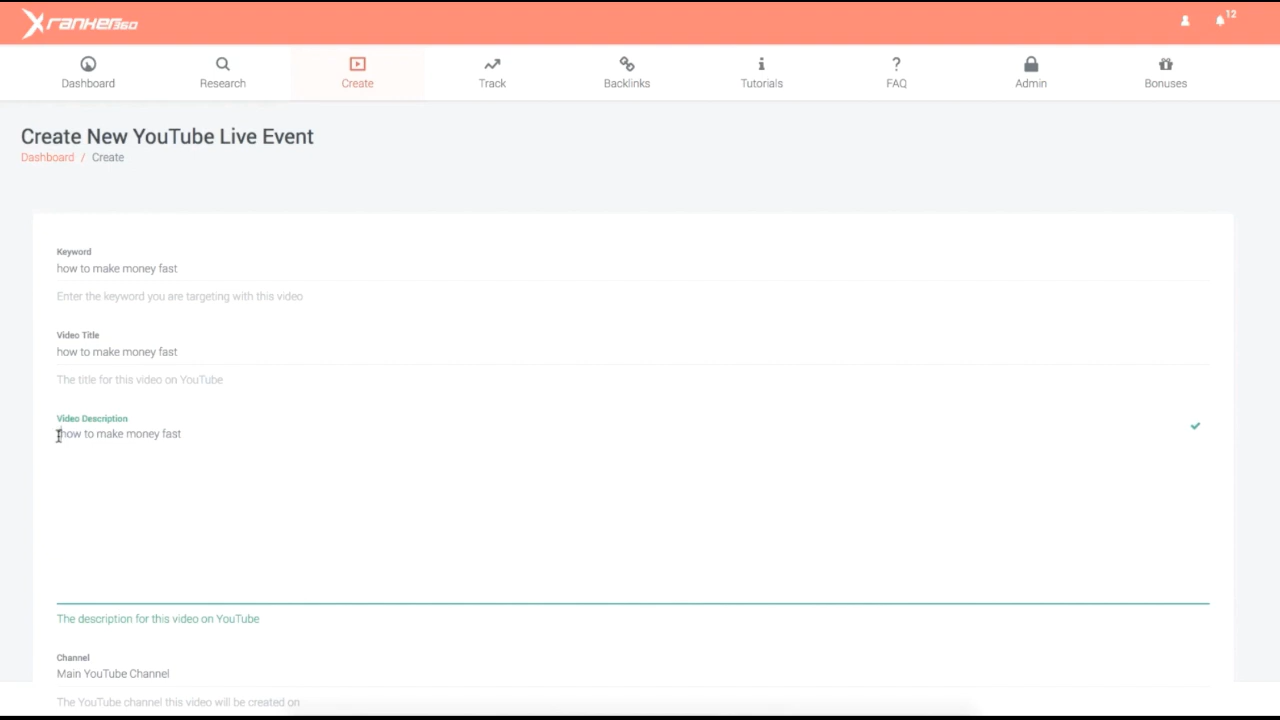 Xranker360
12
Dashboard
Research
Create
Track
Backlinks
Tutorials
FAQ
Admin
Bonuses
Create New YouTube Live Event
Dashboard / Create
Keyword
how to make money fast
Enter the keyword you are targeting with this video
Video Title
how to make money fast
The title for this video on YouTube
Video Description
how to make money fast
The description for this video on YouTube
Channel
Main YouTube Channel
The YouTube channel this video will be created on